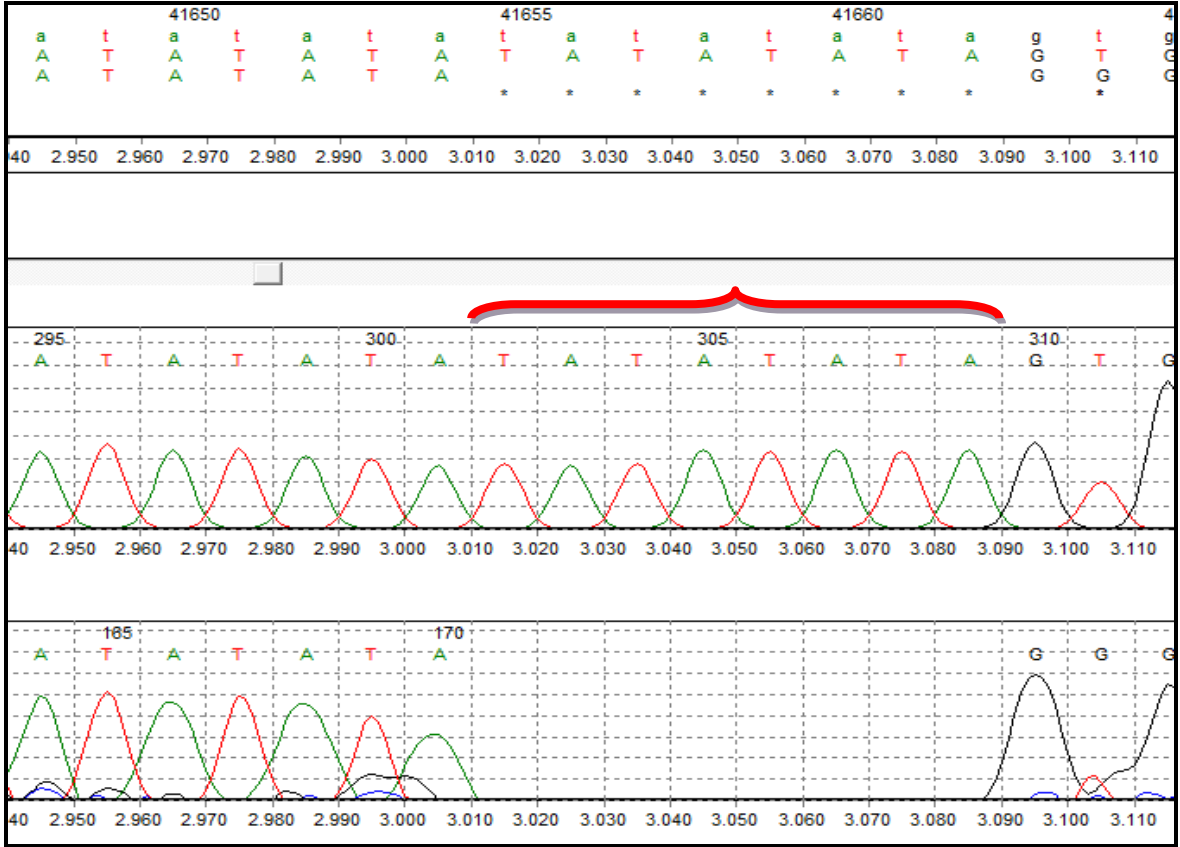 41650 41655 41660 4
a t a t a t a t a t a t a t a g t g
A T A T A T A T A T A T A T A G T G
A T A T A T A G G G
* * * * * * * * *
040 2.950 2.960 2.970 2.980 2.990 3.000 3.010 3.020 3.030 3.040 3.050 3.060 3.070 3.080 3.090 3.100 3.110
295 300 305 310
A T A T A T A T A T A T A T A G T G
40 2.950 2.960 2.970 2.980 2.990 3.000 3.010 3.020 3.030 3.040 3.050 3.060 3.070 3.080 3.090 3.100 3.110
165 170
A T A T A T A G G G
40 2.950 2.960 2.970 2.980 2.990 3.000 3.010 3.020 3.030 3.040 3.050 3.060 3.070 3.080 3.090 3.100 3.110